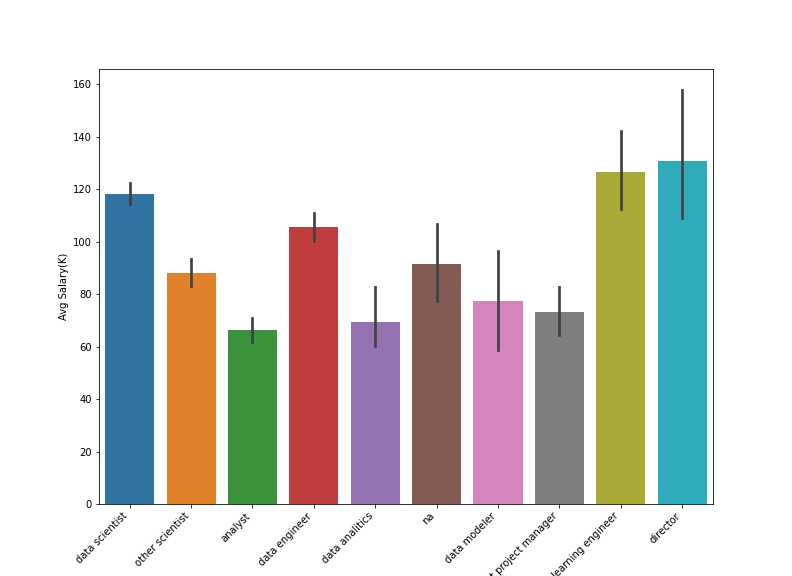 160
140
120
100
80
60
40
20
0
Avg Salary(K)
data scientist
other scientist
analyst
data engineer
data analitics
na
data modeler
project manager
learning engineer
director